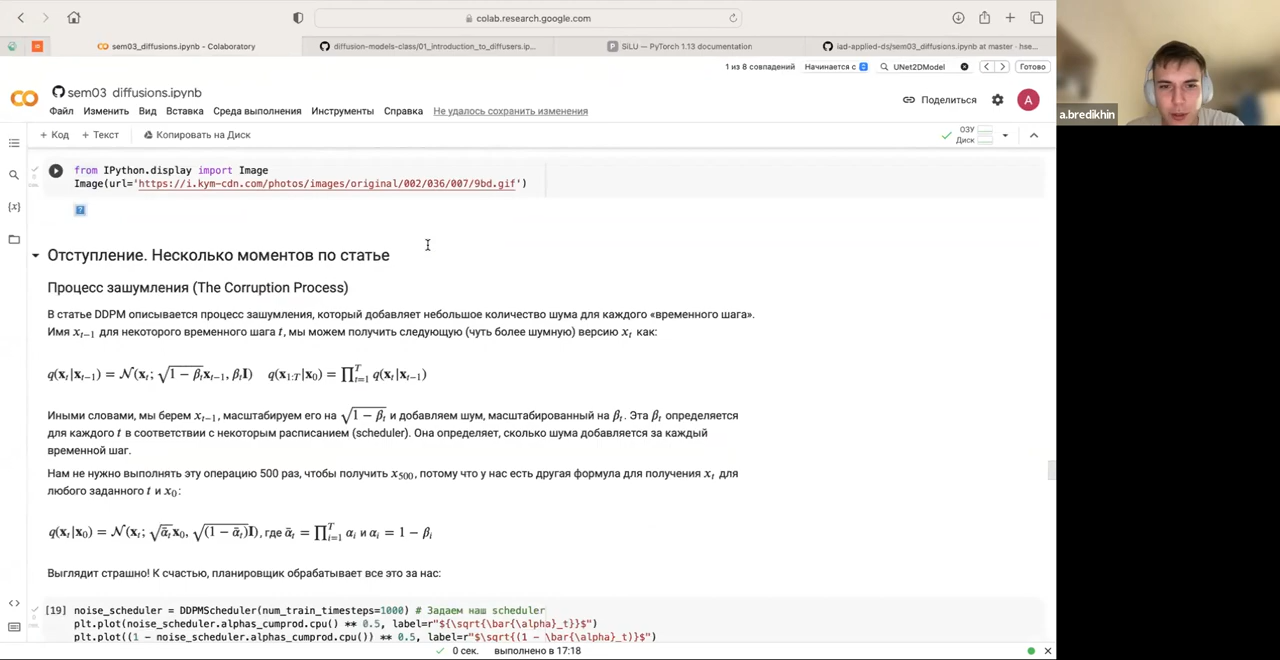 colab.research.google.com
sem03_diffusions.ipynb - Colaboratory
diffusion-models-class/01_introduction_to_diffusers.ip...
SiLU — PyTorch 1.13 documentation
iad-applied-ds/sem03_diffusions.ipynb at master · hse...
1 из 8 совпадений
Начинается с
UNet2DModel
Готово
sem03_diffusions.ipynb
Файл Изменить Вид Вставка Среда выполнения Инструменты Справка Не удалось сохранить изменения
Поделиться
A
a.bredikhin
+ Код + Текст Копировать на Диск
ОЗУ
Диск
from IPython.display import Image
Image(url='https://i.kym-cdn.com/photos/images/original/002/036/007/9bd.gif')
?
Отступление. Несколько моментов по статье
Процесс зашумления (The Corruption Process)
В статье DDPM описывается процесс зашумления, который добавляет небольшое количество шума для каждого «временного шага».
Имя x_{t−1} для некоторого временного шага t, мы можем получить следующую (чуть более шумную) версию x_t как:
q(x_t|x_{t−1}) = 𝒩(x_t; √(1 − β_t)x_{t−1}, β_tI) q(x_{1:T}|x_0) = ∏_{t=1}^{T} q(x_t|x_{t−1})
Иными словами, мы берем x_{t−1}, масштабируем его на √(1 − β_t) и добавляем шум, масштабированный на β_t. Эта β_t определяется
для каждого t в соответствии с некоторым расписанием (scheduler). Она определяет, сколько шума добавляется за каждый
временной шаг.
Нам не нужно выполнять эту операцию 500 раз, чтобы получить x_{500}, потому что у нас есть другая формула для получения x_t для
любого заданного t и x_0:
q(x_t|x_0) = 𝒩(x_t; √ᾱ_t x_0, √(1 − ᾱ_t)I), где ᾱ_t = ∏_{i=1}^{T} α_i и α_i = 1 − β_i
Выглядит страшно! К счастью, планировщик обрабатывает все это за нас:
[19] noise_scheduler = DDPMScheduler(num_train_timesteps=1000) # Задаем наш scheduler
plt.plot(noise_scheduler.alphas_cumprod.cpu() ** 0.5, label=r"${\sqrt{\bar{\alpha}_t}}$")
plt.plot((1 - noise_scheduler.alphas_cumprod.cpu()) ** 0.5, label=r"$\sqrt{(1 - \bar{\alpha}_t)}$")
0 сек. выполнено в 17:18